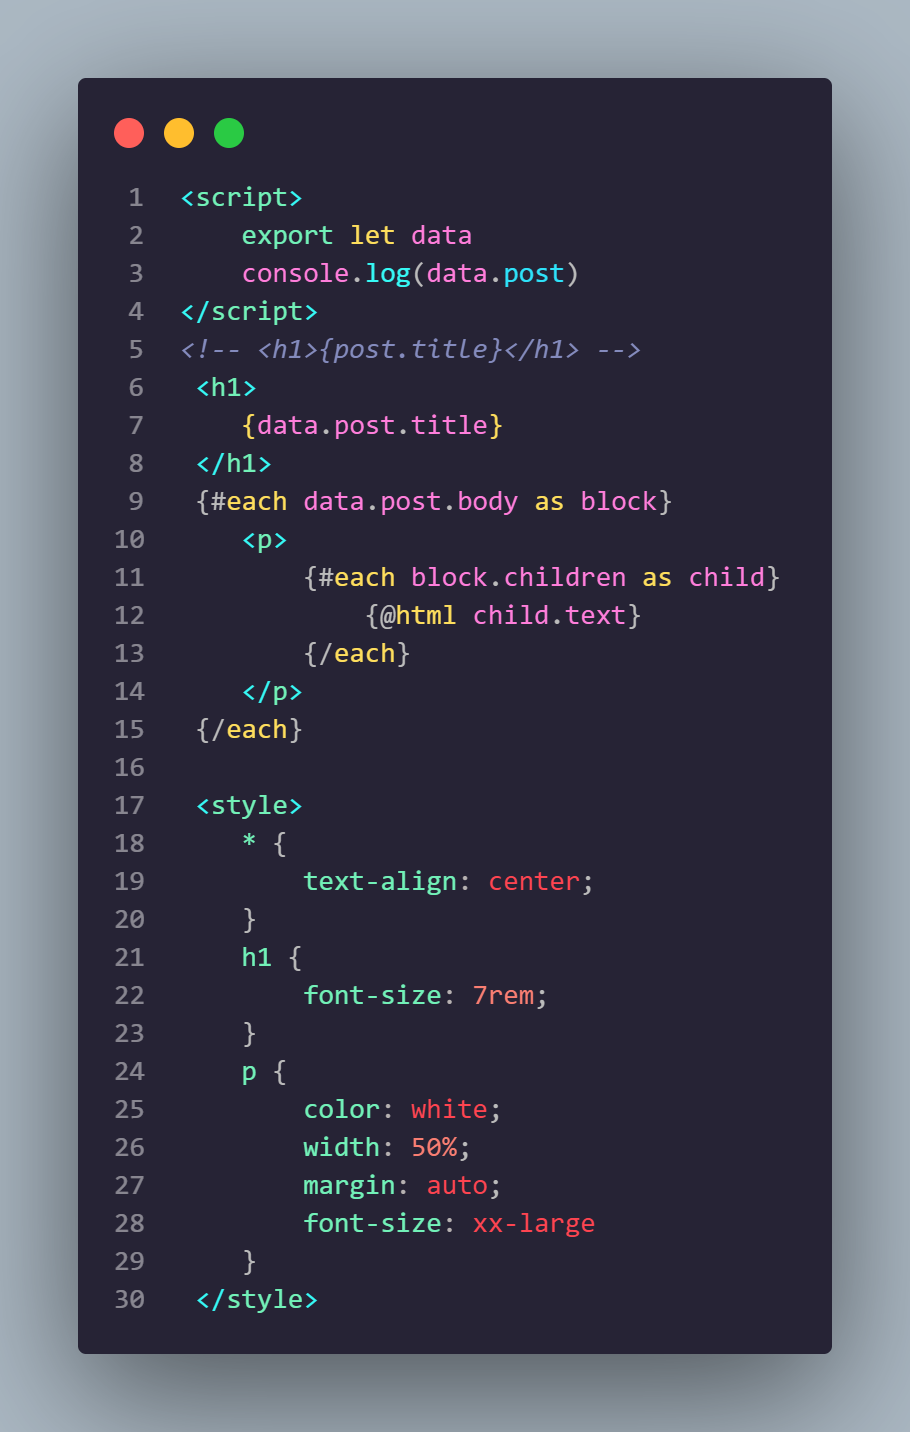 1 <script>
2     export let data
3     console.log(data.post)
4 </script>
5 <!-- <h1>{post.title}</h1> -->
6  <h1>
7     {data.post.title}
8  </h1>
9  {#each data.post.body as block}
10     <p>
11         {#each block.children as child}
12             {@html child.text}
13         {/each}
14     </p>
15  {/each}
16
17  <style>
18     * {
19         text-align: center;
20     }
21     h1 {
22         font-size: 7rem;
23     }
24     p {
25         color: white;
26         width: 50%;
27         margin: auto;
28         font-size: xx-large
29     }
30  </style>